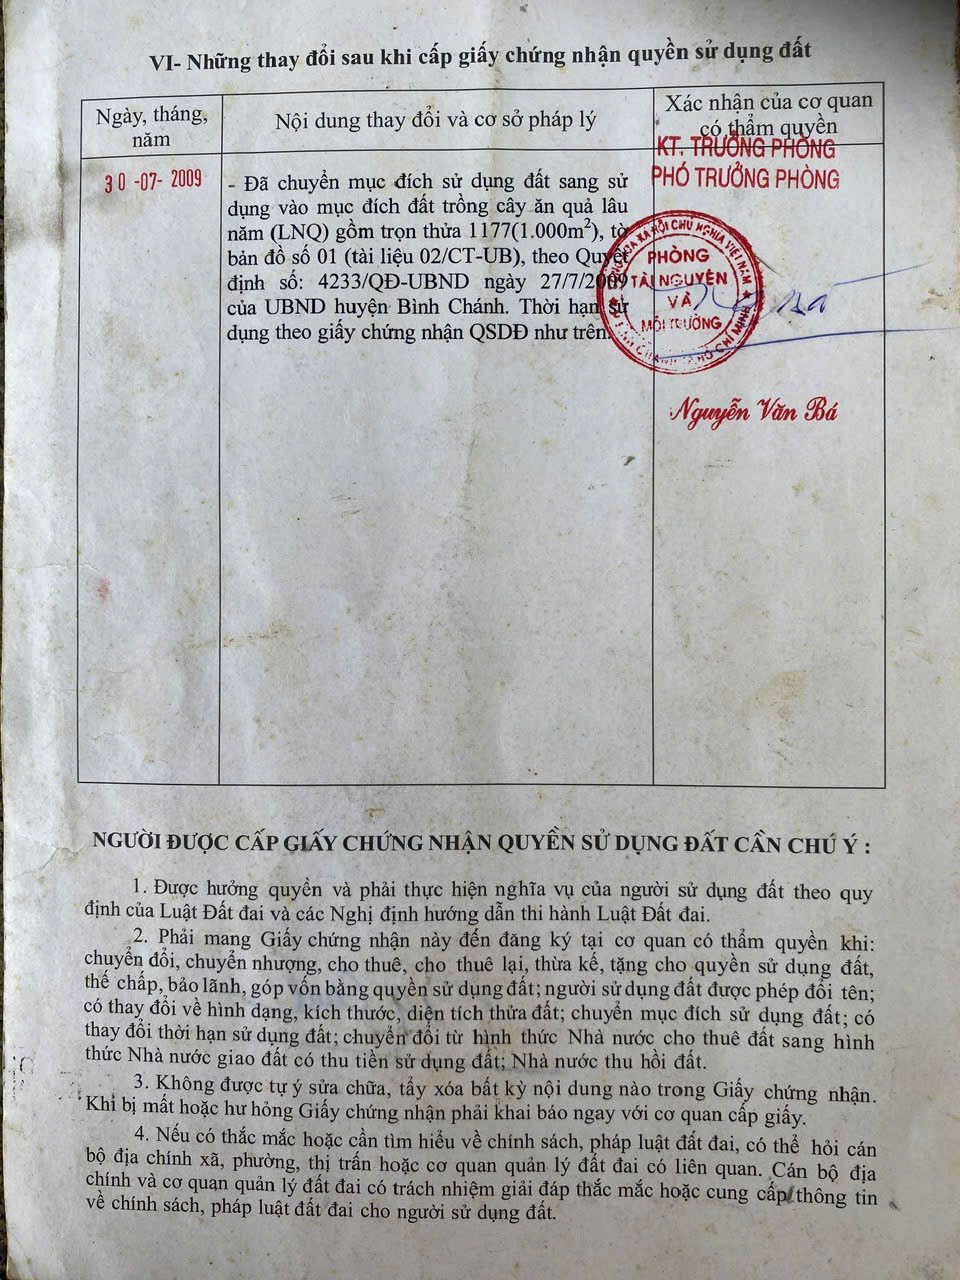 VI- Những thay đổi sau khi cấp giấy chứng nhận quyền sử dụng đất
Ngày, tháng,
năm
Nội dung thay đổi và cơ sở pháp lý
Xác nhận của cơ quan
có thẩm quyền
30-07-2009
- Đã chuyển mục đích sử dụng đất sang sử
dụng vào mục đích đất trồng cây ăn quả lâu
năm (LNQ) gồm trọn thửa 1177(1.000m²), tờ
bản đồ số 01 (tài liệu 02/CT-UB), theo Quyết
định số: 4233/QĐ-UBND ngày 27/7/2009
của UBND huyện Bình Chánh. Thời hạn sử
dụng theo giấy chứng nhận QSDĐ như trên.
KT. TRƯỞNG PHÒNG
PHÓ TRƯỞNG PHÒNG
XÃ HỘI CHỦ NGHĨA VIỆT NAM
PHÒNG
TÀI NGUYÊN
VÀ
MÔI TRƯỜNG
HỒ CHÍ MINH
Nguyễn Văn Bá
NGƯỜI ĐƯỢC CẤP GIẤY CHỨNG NHẬN QUYỀN SỬ DỤNG ĐẤT CẦN CHÚ Ý :
1. Được hưởng quyền và phải thực hiện nghĩa vụ của người sử dụng đất theo quy
định của Luật Đất đai và các Nghị định hướng dẫn thi hành Luật Đất đai.
2. Phải mang Giấy chứng nhận này đến đăng ký tại cơ quan có thẩm quyền khi:
chuyển đổi, chuyển nhượng, cho thuê, cho thuê lại, thừa kế, tặng cho quyền sử dụng đất,
thế chấp, bảo lãnh, góp vốn bằng quyền sử dụng đất; người sử dụng đất được phép đổi tên;
có thay đổi về hình dạng, kích thước, diện tích thửa đất; chuyển mục đích sử dụng đất; có
thay đổi thời hạn sử dụng đất; chuyển đổi từ hình thức Nhà nước cho thuê đất sang hình
thức Nhà nước giao đất có thu tiền sử dụng đất; Nhà nước thu hồi đất.
3. Không được tự ý sửa chữa, tẩy xóa bất kỳ nội dung nào trong Giấy chứng nhận.
Khi bị mất hoặc hư hỏng Giấy chứng nhận phải khai báo ngay với cơ quan cấp giấy.
4. Nếu có thắc mắc hoặc cần tìm hiểu về chính sách, pháp luật đất đai, có thể hỏi cán
bộ địa chính xã, phường, thị trấn hoặc cơ quan quản lý đất đai có liên quan. Cán bộ địa
chính và cơ quan quản lý đất đai có trách nhiệm giải đáp thắc mắc hoặc cung cấp thông tin
về chính sách, pháp luật đất đai cho người sử dụng đất.